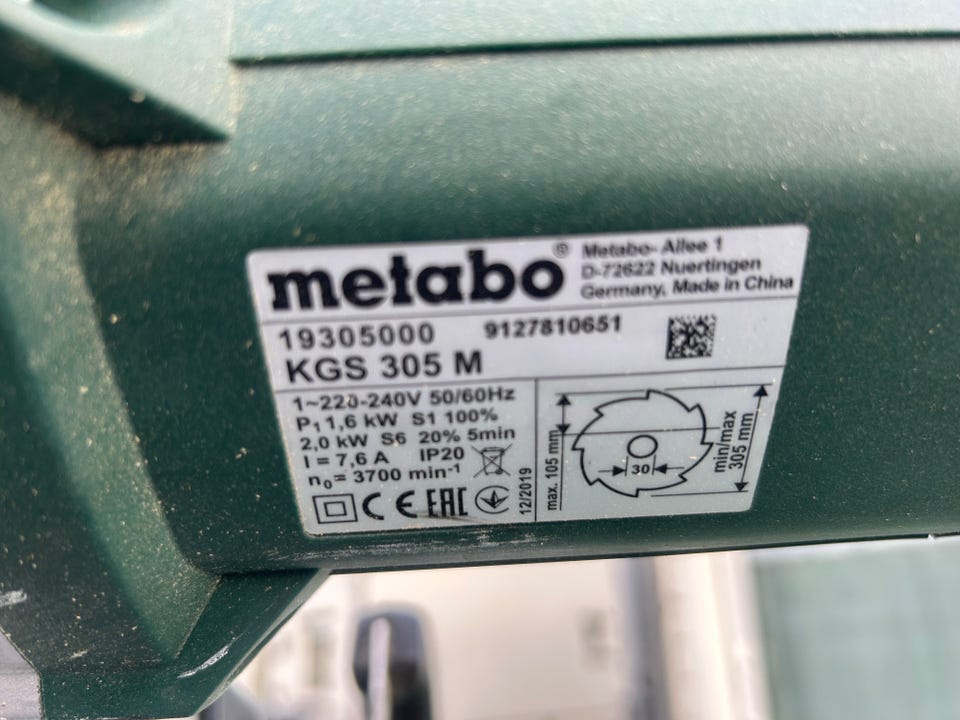 metabo®
Metabo- Allee 1
D-72622 Nuertingen
Germany, Made in China
19305000
9127810651
KGS 305 M
1~220-240V 50/60Hz
P1 1,6 kW S1 100%
2,0 kW S6 20% 5min
I = 7,6 A IP20
n0= 3700 min-1
CE EAC
12/2019
max. 105 mm
30
min/max
305 mm